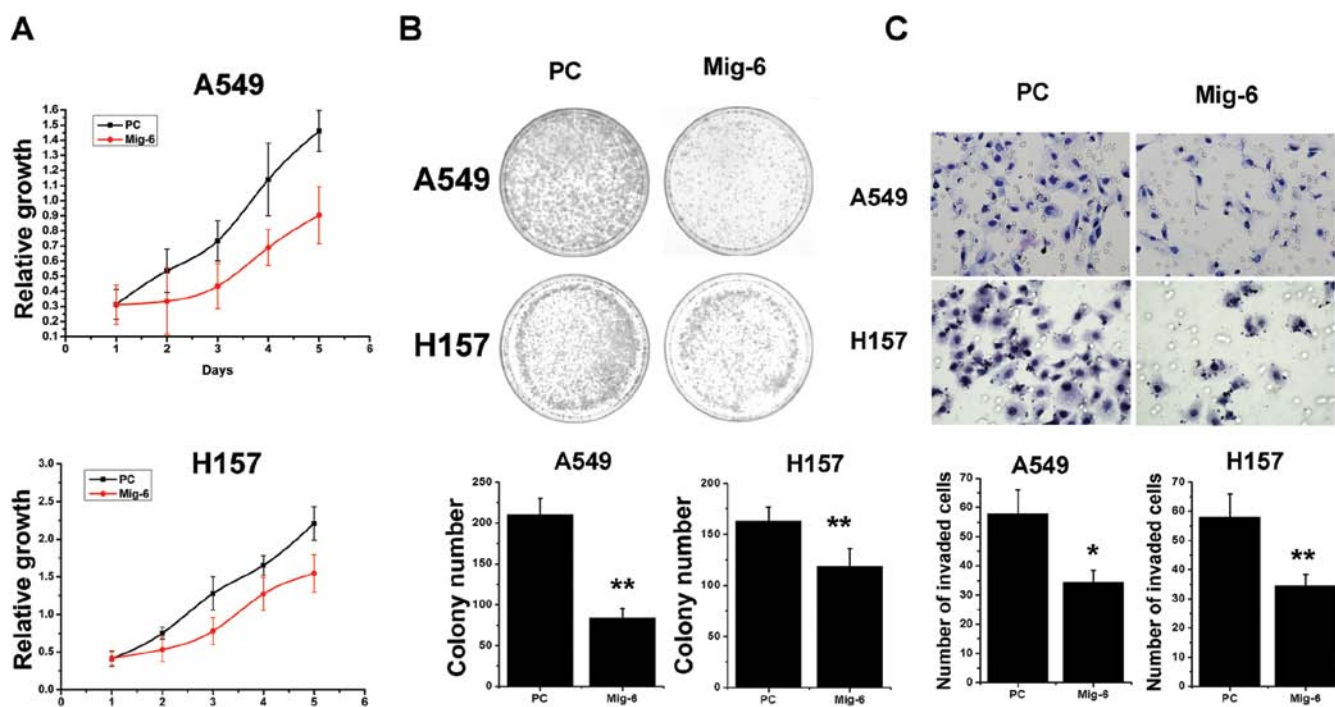 A
A549
Relative growth
1.6
1.5
1.4
1.3
1.2
1.1
1.0
0.9
0.8
0.7
0.6
0.5
0.4
0.3
0.2
0.1
PC
Mig-6
0 1 2 3 4 5 6
Days
H157
Relative growth
3.0
2.5
2.0
1.5
1.0
0.5
0.0
PC
Mig-6
0 1 2 3 4 5 6
B
PC Mig-6
A549
H157
A549
Colony number
250
200
150
100
50
0
**
PC Mig-6
H157
Colony number
200
150
100
50
0
**
PC Mig-6
C
PC Mig-6
A549
H157
A549
Number of invaded cells
70
60
50
40
30
20
10
0
*
PC Mig-6
H157
Number of invaded cells
70
60
50
40
30
20
10
0
**
PC Mig-6